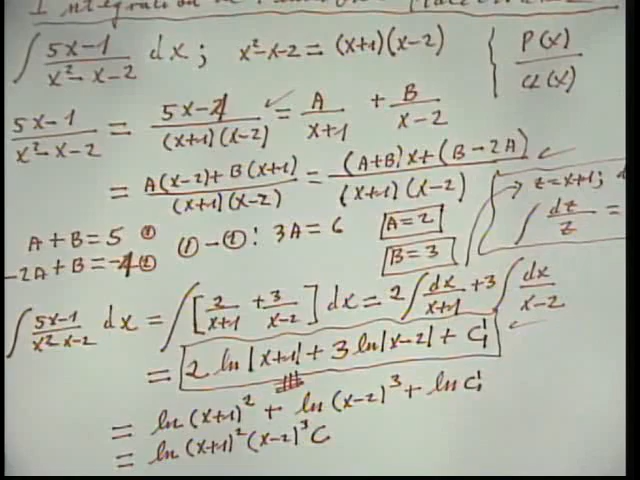 Integration
∫ 5x-1 / x²-x-2 dx ; x²-x-2 = (x+1)(x-2) { P(x) / Q(x)
5x-1 / x²-x-2 = 5x-1 / (x+1)(x-2) = A / x+1 + B / x-2
= A(x-2)+B(x+1) / (x+1)(x-2) = (A+B)x+(B-2A) / (x+1)(x-2)
z=x+1;
∫ dz / z =
A+B=5 ①
-2A+B=-1 ②
①-②: 3A=6
A=2
B=3
∫ 5x-1 / x² x-2 dx = ∫ [ 2 / x+1 + 3 / x-2 ] dx = 2 ∫ dx / x+1 + 3 ∫ dx / x-2
= 2 ln|x+1| + 3 ln|x-2| + C₁
= ln(x+1)² + ln(x-2)³ + ln C₁
= ln(x+1)²(x-2)³C